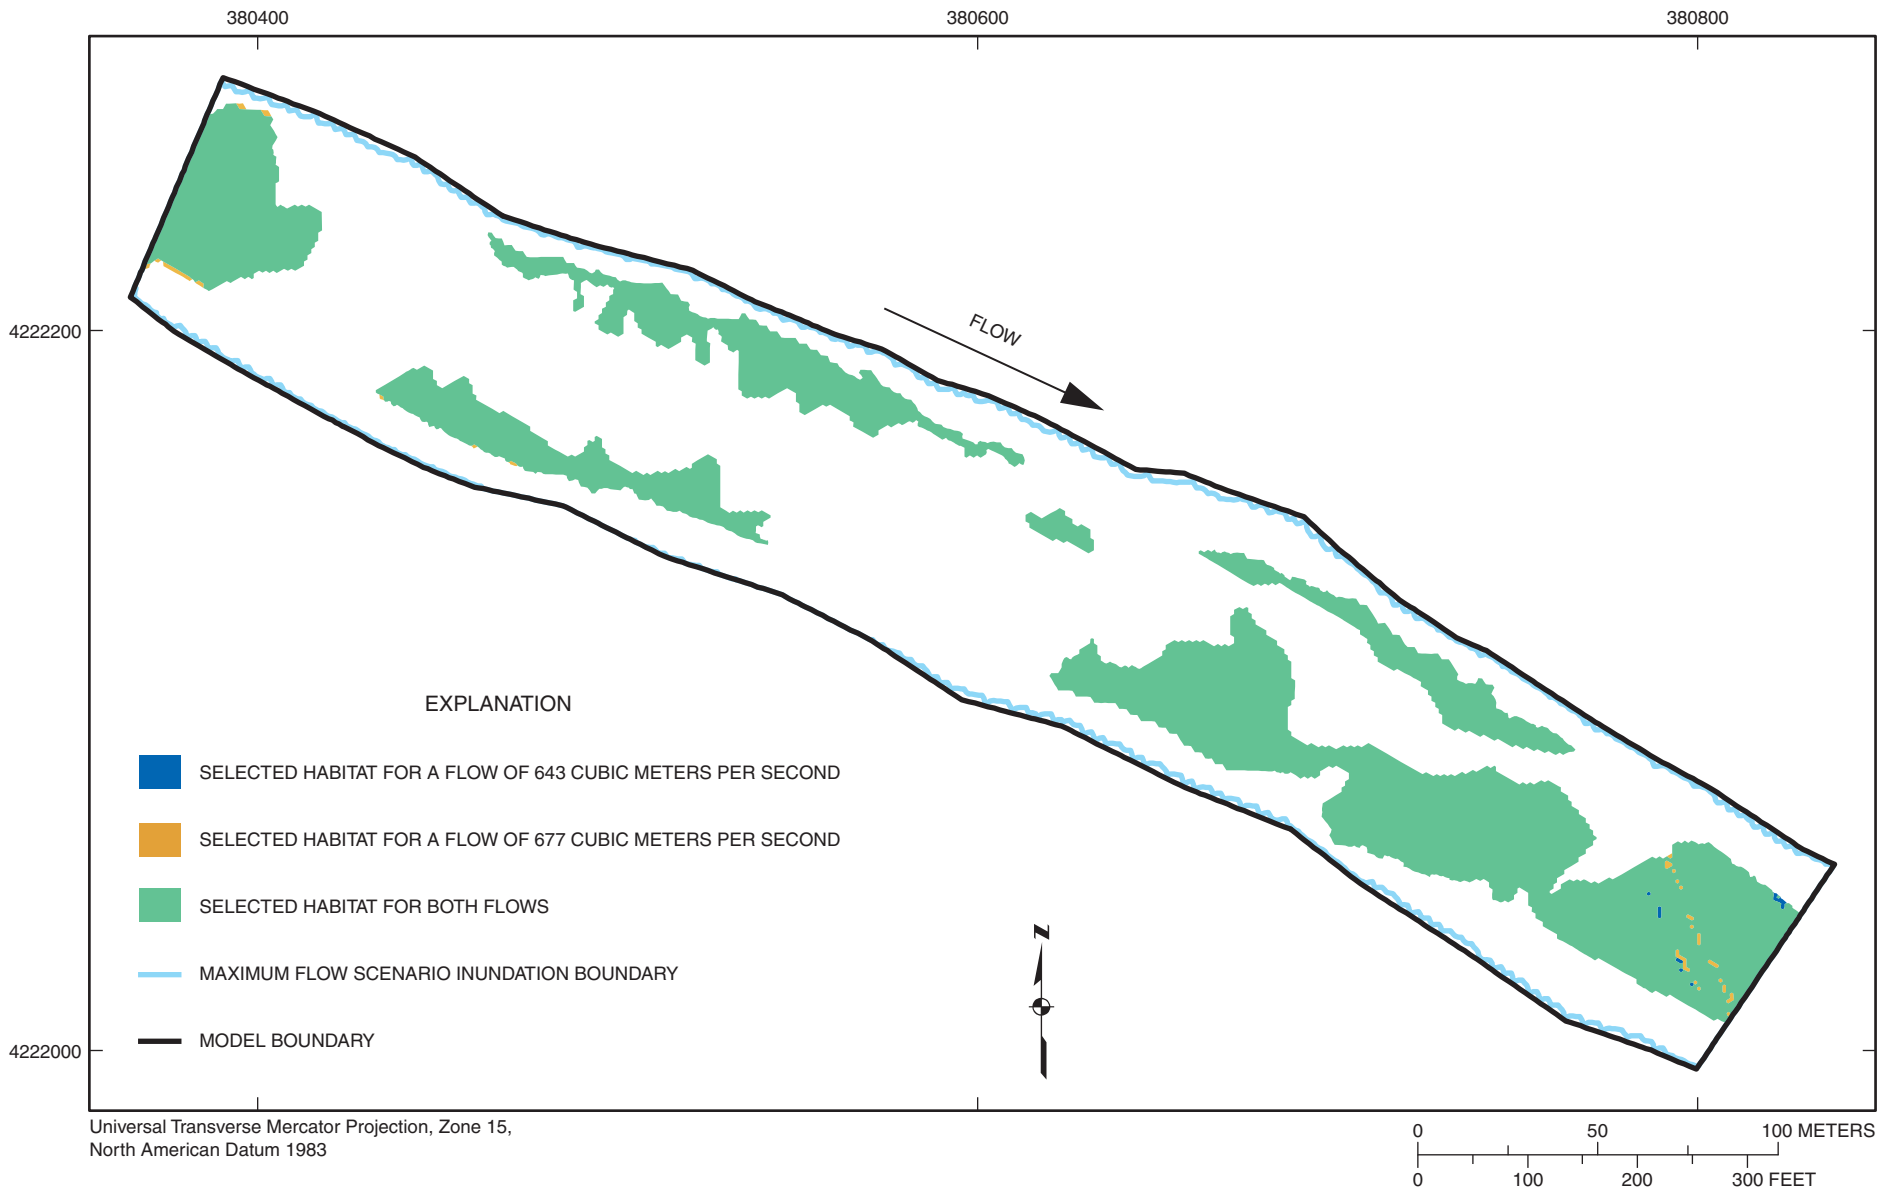 380400
380600
380800
FLOW
4222200
EXPLANATION
SELECTED HABITAT FOR A FLOW OF 643 CUBIC METERS PER SECOND
SELECTED HABITAT FOR A FLOW OF 677 CUBIC METERS PER SECOND
SELECTED HABITAT FOR BOTH FLOWS
MAXIMUM FLOW SCENARIO INUNDATION BOUNDARY
MODEL BOUNDARY
N
4222000
Universal Transverse Mercator Projection, Zone 15,
North American Datum 1983
0 50 100 METERS
0 100 200 300 FEET